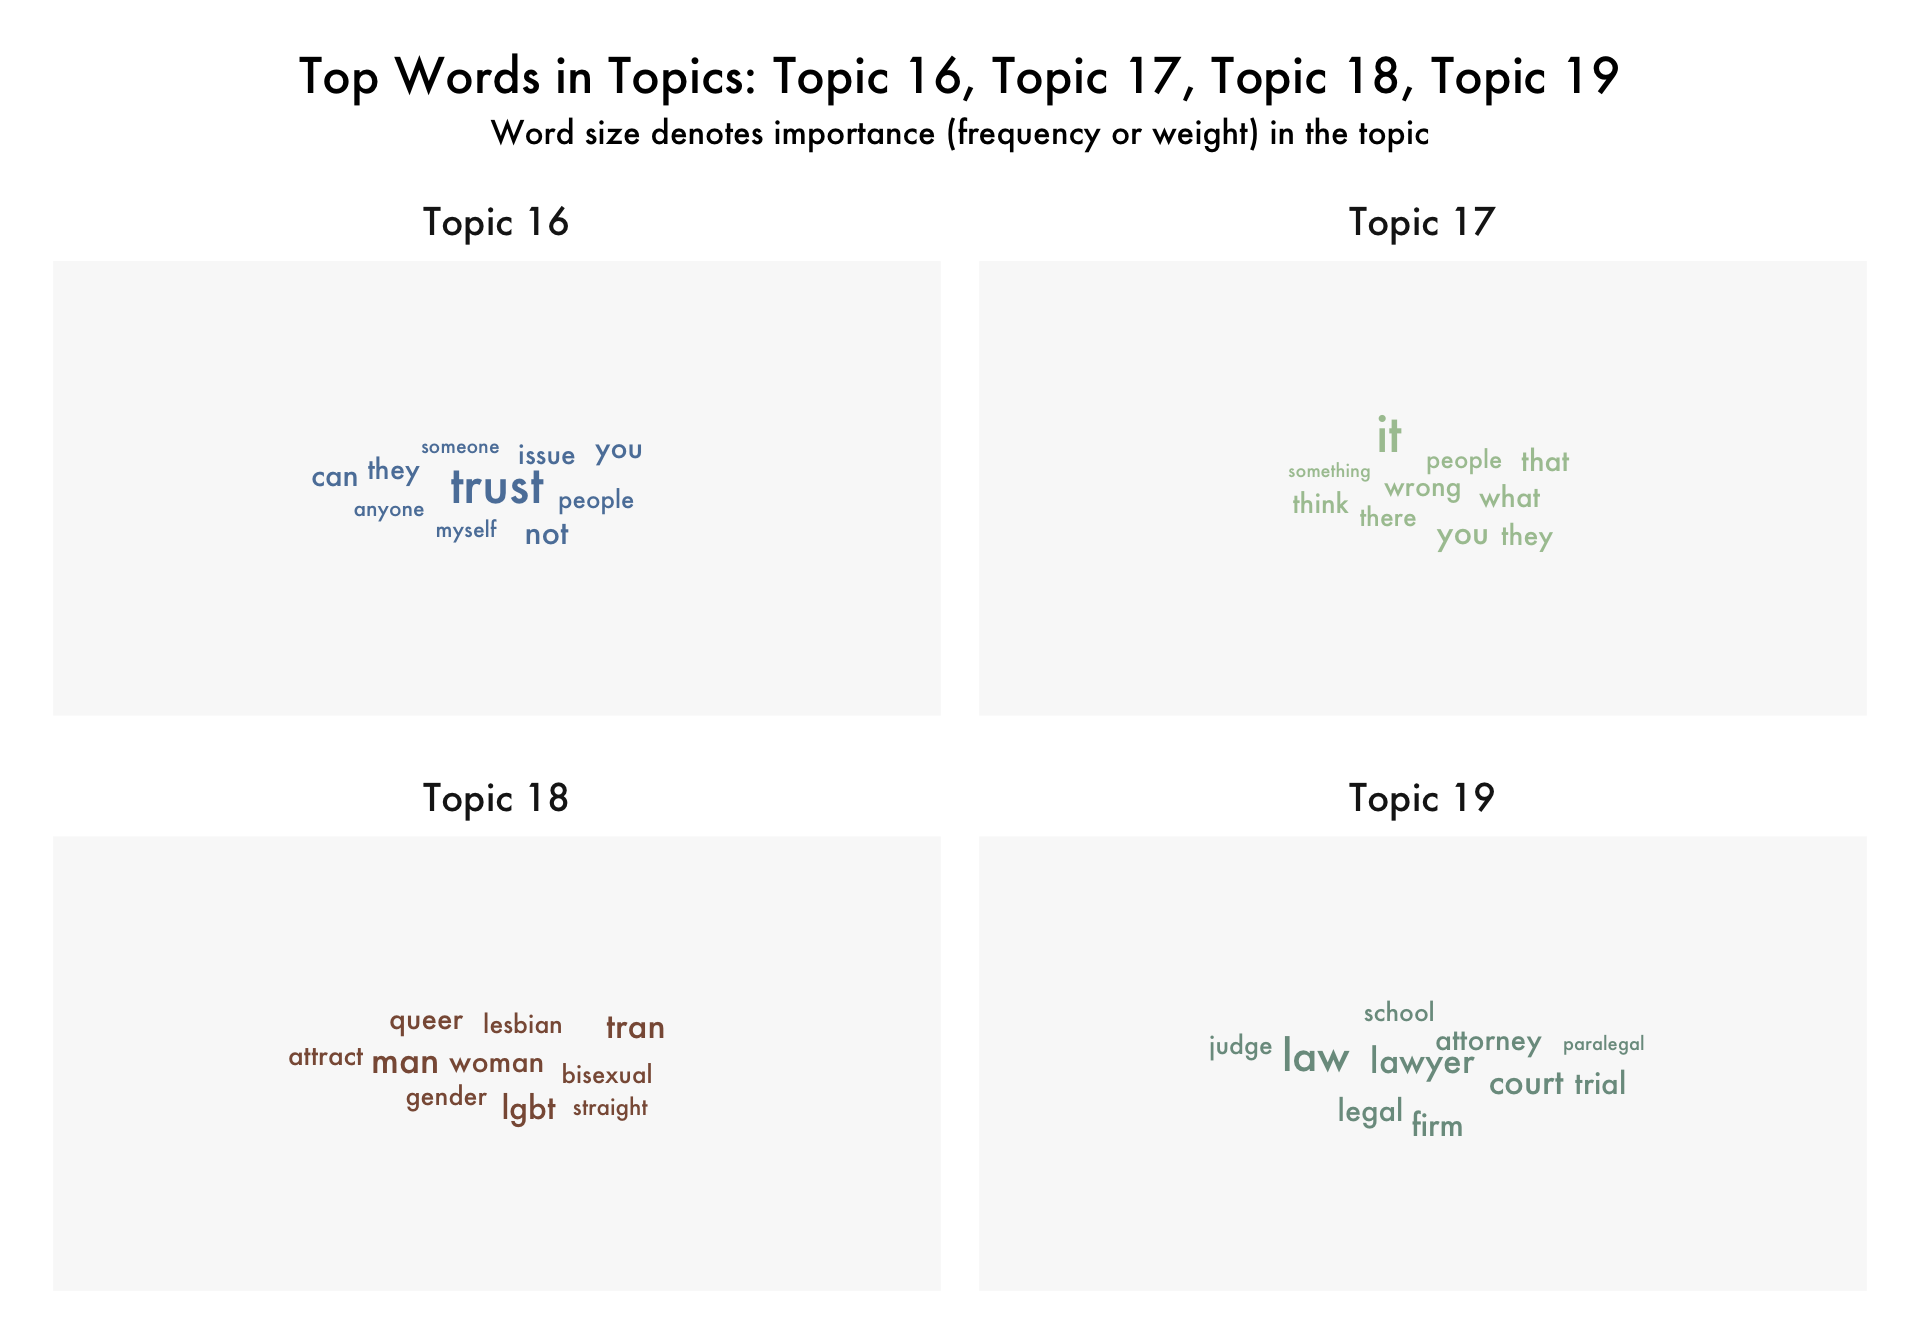 Top Words in Topics: Topic 16, Topic 17, Topic 18, Topic 19
Word size denotes importance (frequency or weight) in the topic
Topic 16
someone issue you
can they
trust
anyone people
myself not
Topic 17
it
people that
something
wrong what
think there
you they
Topic 18
queer lesbian tran
attract man woman bisexual
gender lgbt straight
Topic 19
school
judge law lawyer attorney paralegal
court trial
legal firm